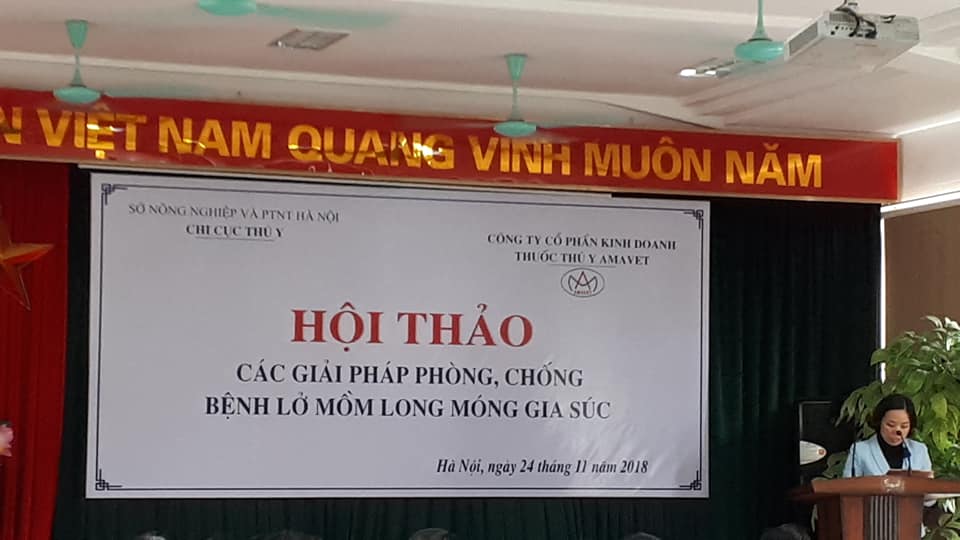 VIỆT NAM QUANG VINH MUÔN NĂM
SỞ NÔNG NGHIỆP VÀ PTNT HÀ NỘI
CHI CỤC THÚ Y
CÔNG TY CỔ PHẦN KINH DOANH
THUỐC THÚ Y AMAVET
AMAVET
HỘI THẢO
CÁC GIẢI PHÁP PHÒNG, CHỐNG
BỆNH LỞ MỒM LONG MÓNG GIA SÚC
Hà Nội, ngày 24 tháng 11 năm 2018